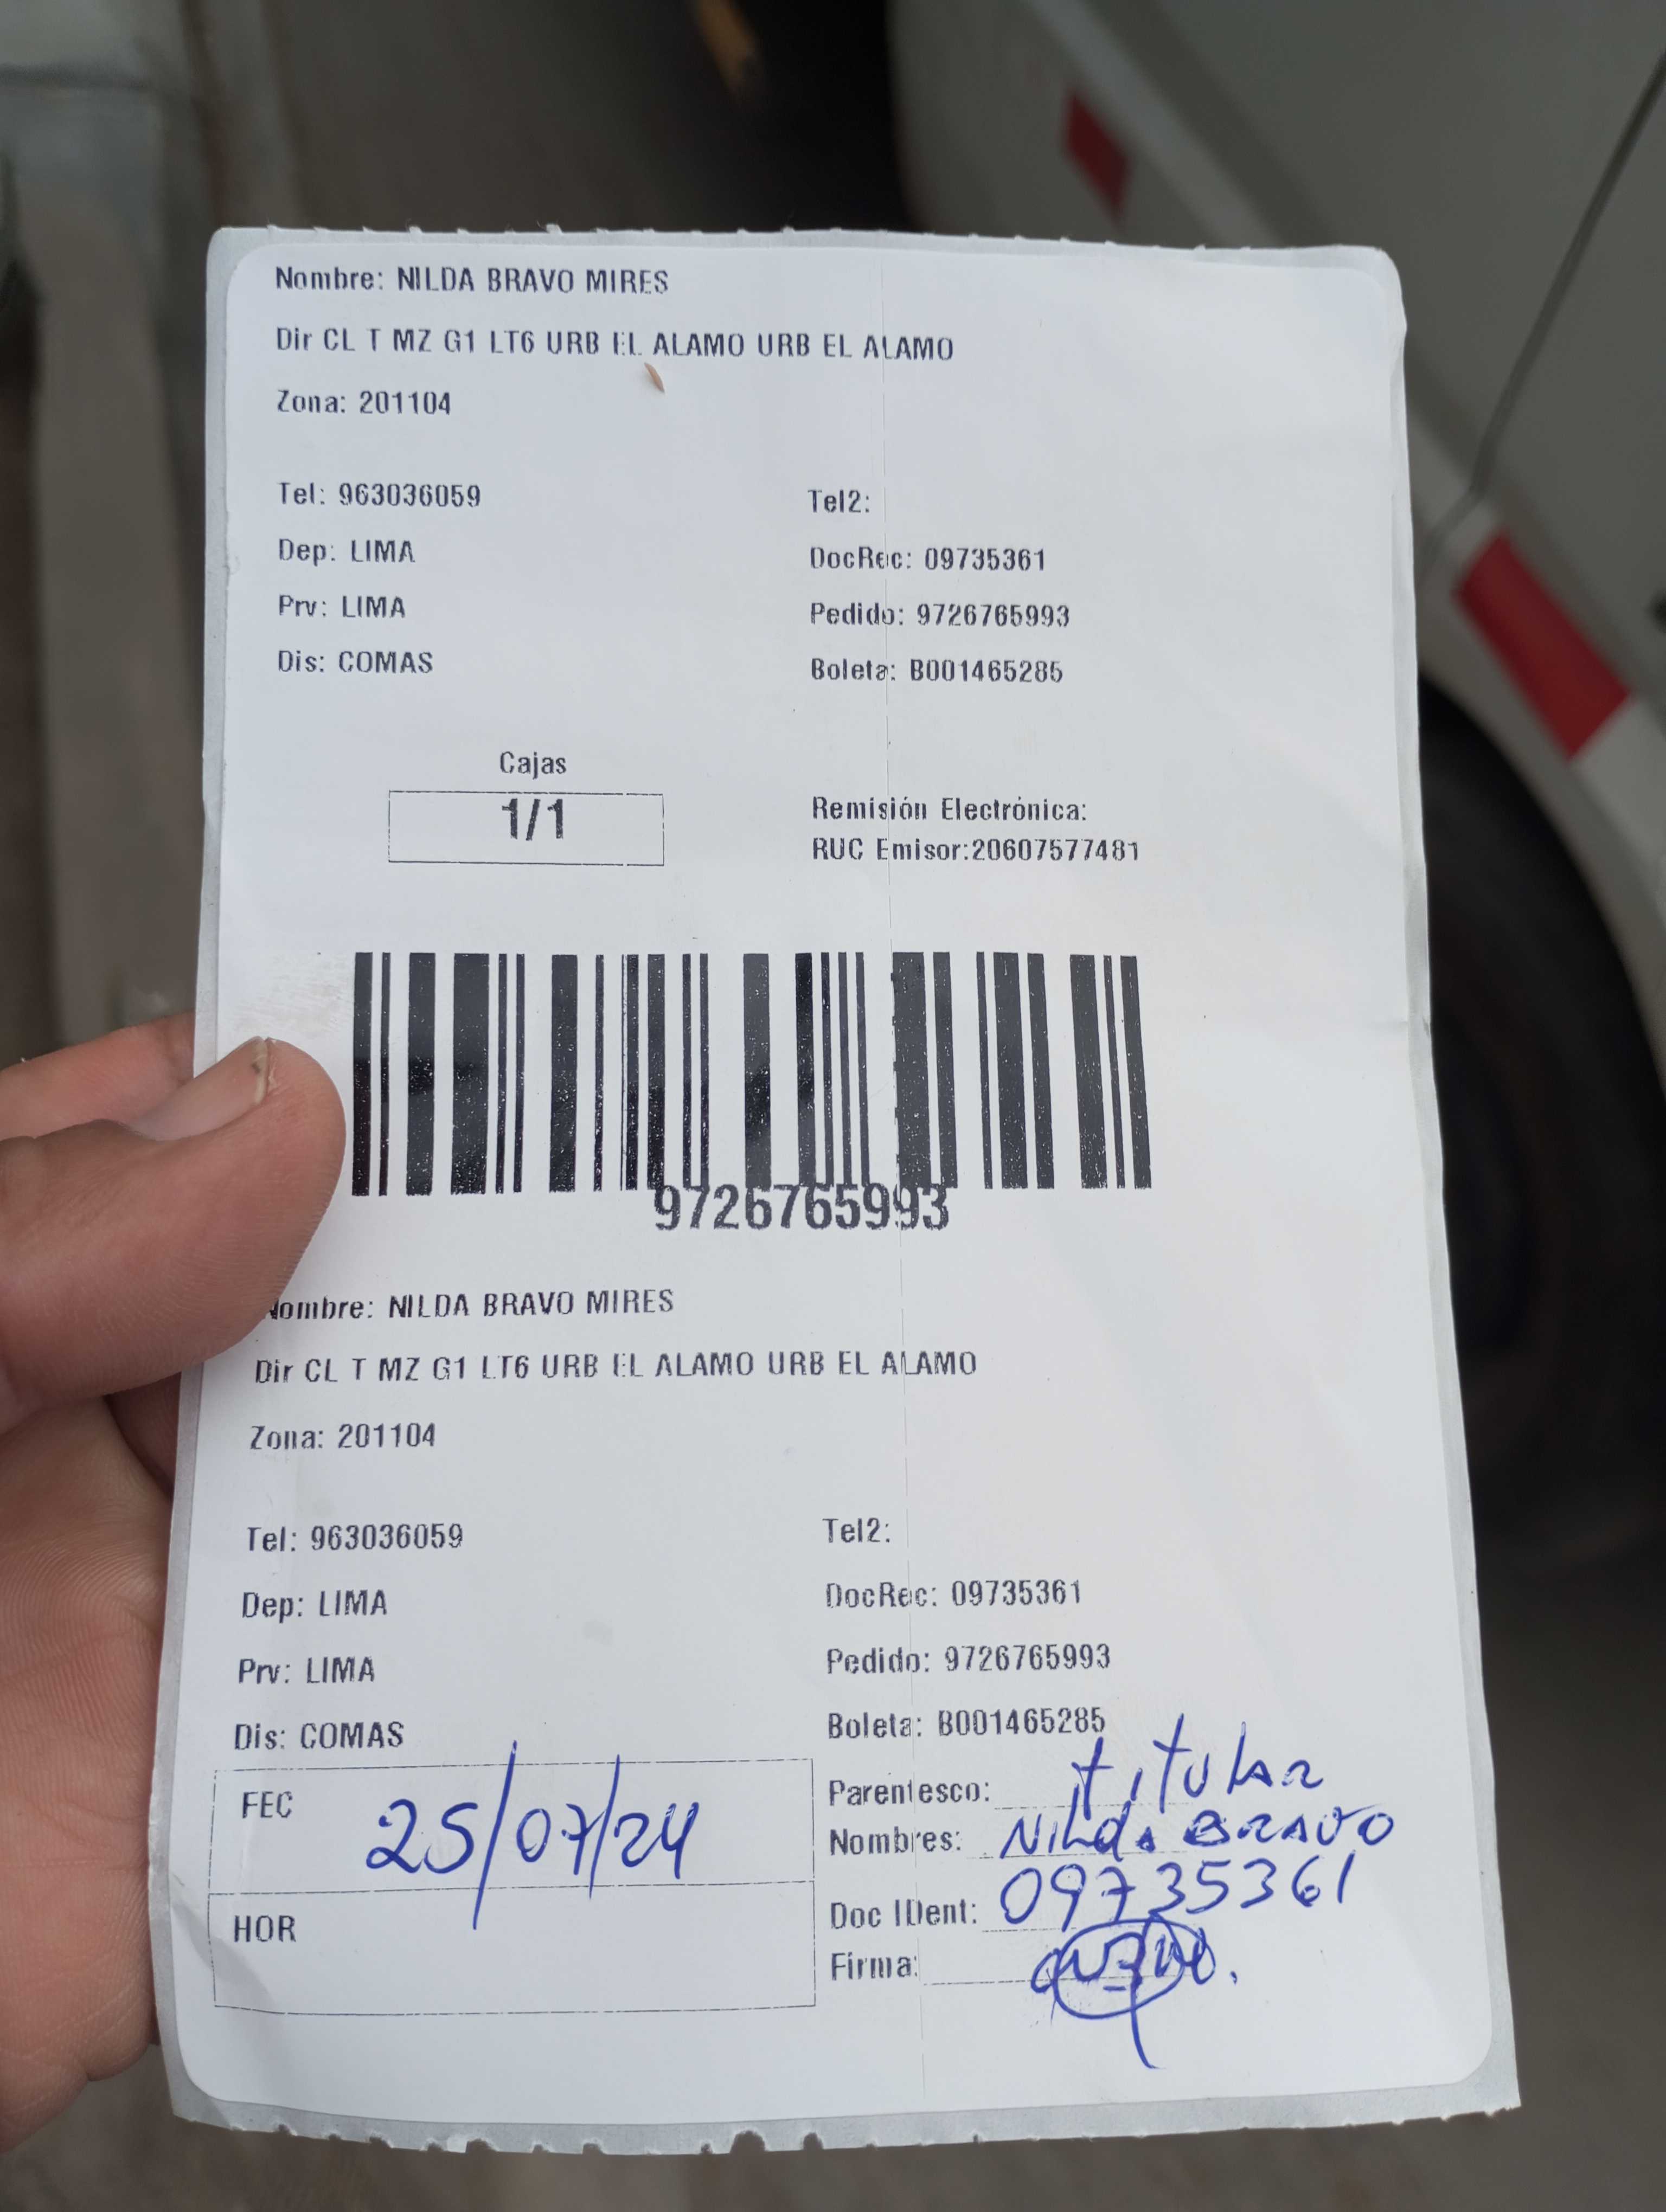 Nombre: NILDA BRAVO MIRES
Dir CL T MZ G1 LT6 URB EL ALAMO URB EL ALAMO
Zona: 201104
Tel: 963036059 Tel2:
Dep: LIMA DocRec: 09735361
Prv: LIMA Pedido: 9726765993
Dis: COMAS Boleta: B001465285
Cajas
1/1
Remisión Electrónica:
RUC Emisor:20607577481
9726765993
Nombre: NILDA BRAVO MIRES
Dir CL T MZ G1 LT6 URB EL ALAMO URB EL ALAMO
Zona: 201104
Tel: 963036059 Tel2:
Dep: LIMA DocRec: 09735361
Prv: LIMA Pedido: 9726765993
Dis: COMAS Boleta: B001465285
FEC 25/07/24
HOR
Parentesco: titular
Nombres: Nilda BRAVO
Doc IDent: 09735361
Firma: